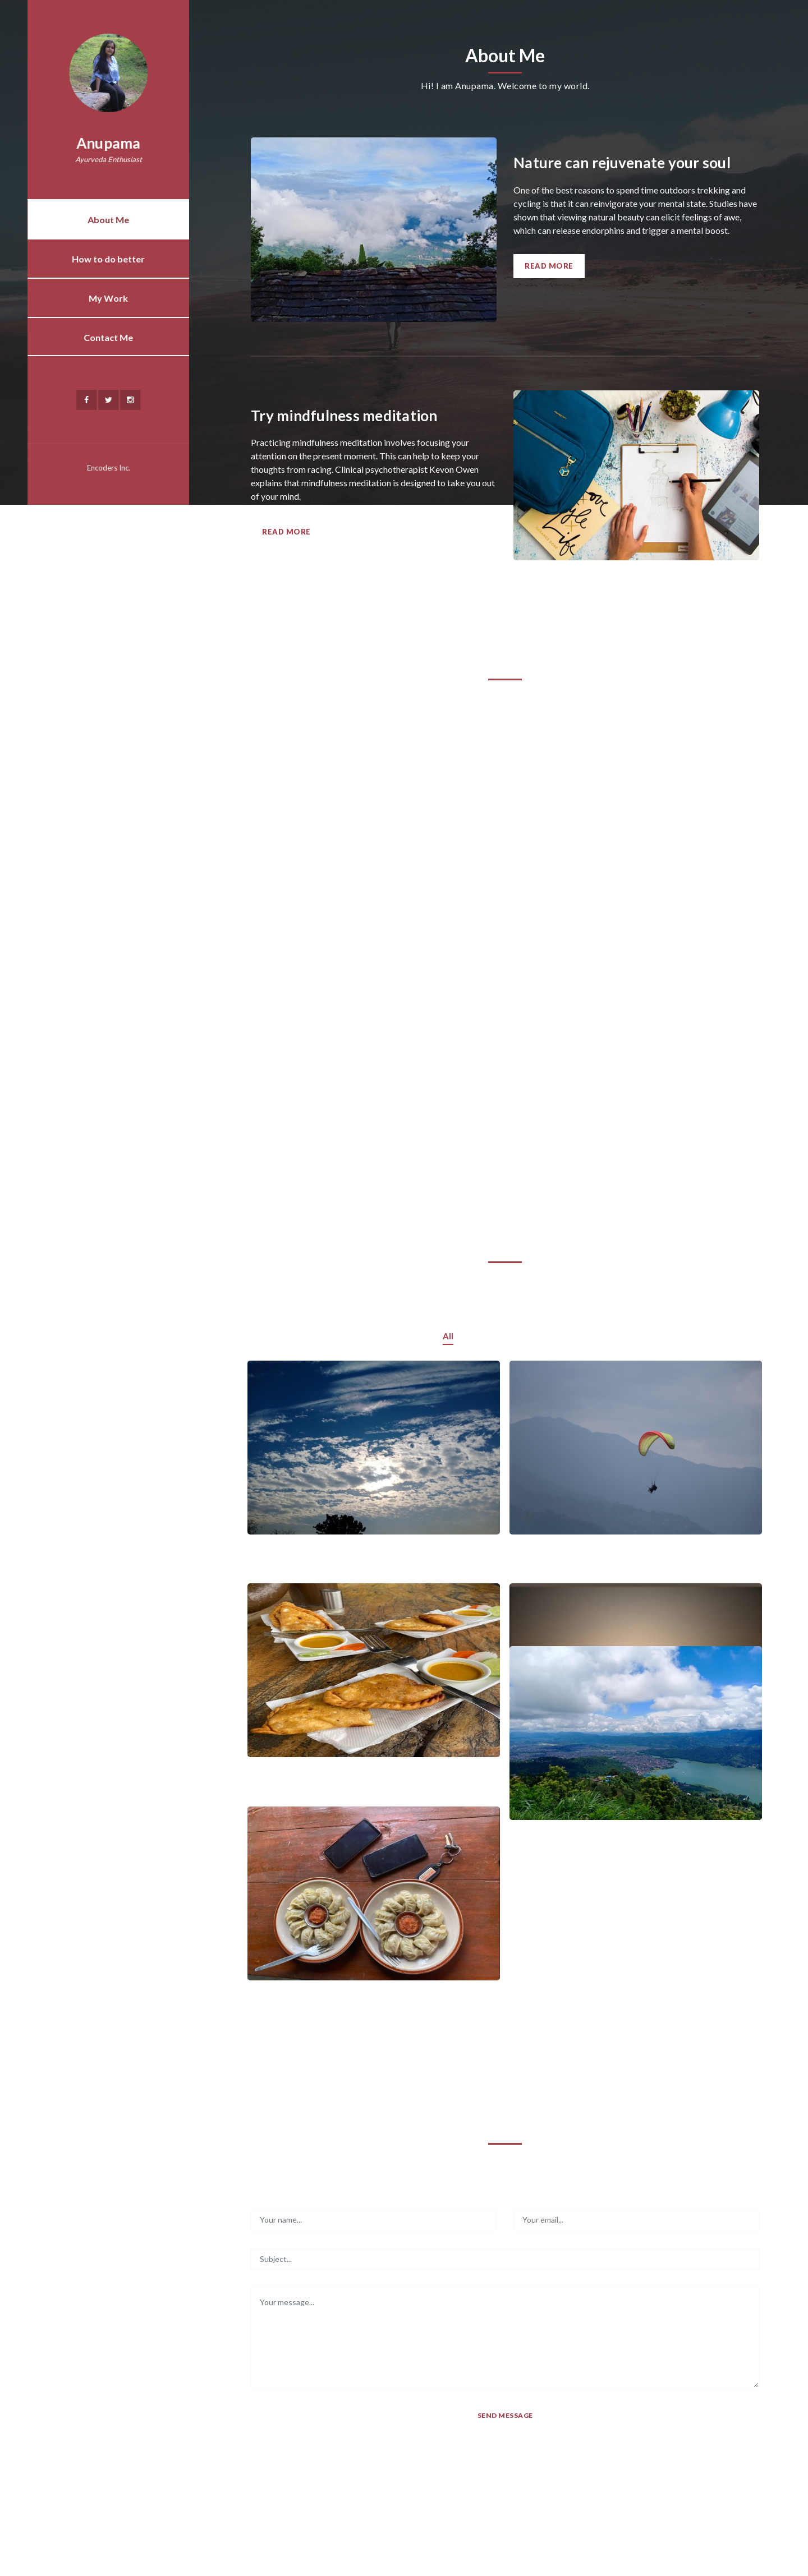 Anupama
Ayurveda Enthusiast
About Me
How to do better
My Work
Contact Me
Encoders Inc.
About Me
Hi! I am Anupama. Welcome to my world.
Nature can rejuvenate your soul
One of the best reasons to spend time outdoors trekking and
cycling is that it can reinvigorate your mental state. Studies have
shown that viewing natural beauty can elicit feelings of awe,
which can release endorphins and trigger a mental boost.
READ MORE
Try mindfulness meditation
Practicing mindfulness meditation involves focusing your
attention on the present moment. This can help to keep your
thoughts from racing. Clinical psychotherapist Kevon Owen
explains that mindfulness meditation is designed to take you out
of your mind.
READ MORE
All
Your name...
Your email...
Subject...
Your message...
SEND MESSAGE